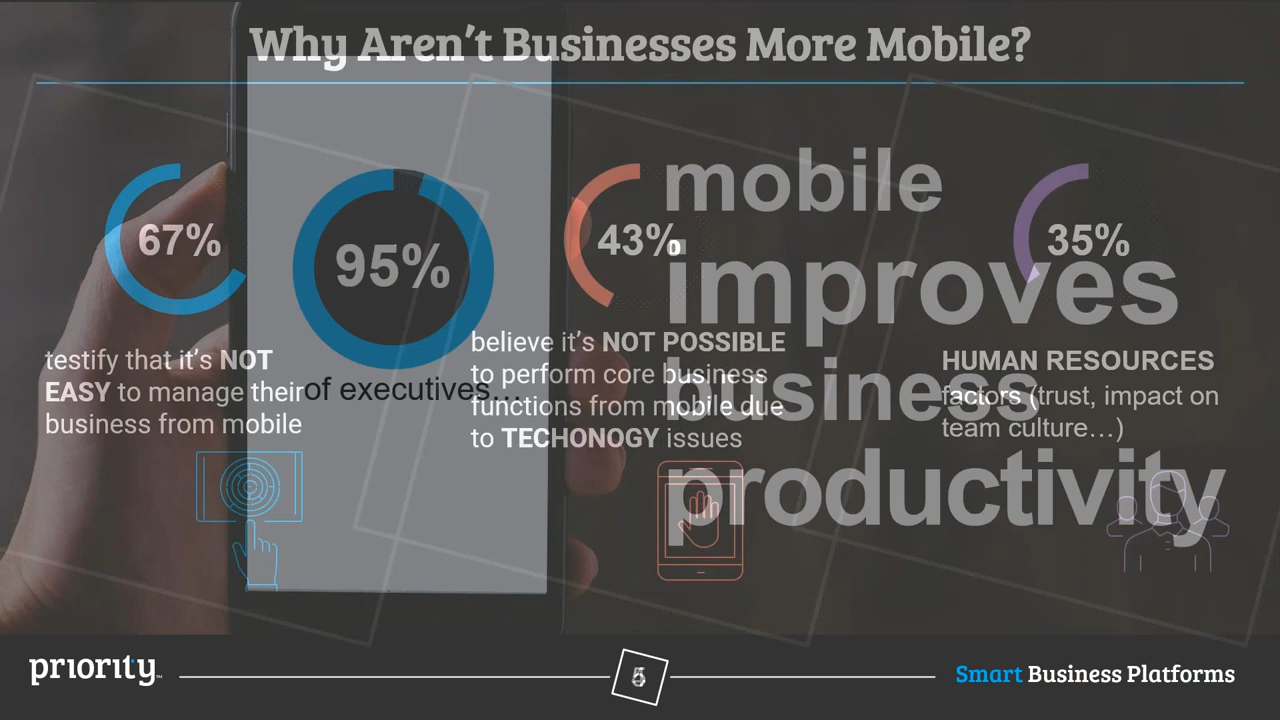 Why Aren't Businesses More Mobile?
67%
testify that it's NOT
EASY to manage their
business from mobile
95%
of executives...
43%
believe it's NOT POSSIBLE
to perform core business
functions from mobile due
to TECHONOGY issues
35%
HUMAN RESOURCES
factors (trust, impact on
team culture...)
mobile
improves
business
productivity
priority
Smart Business Platforms